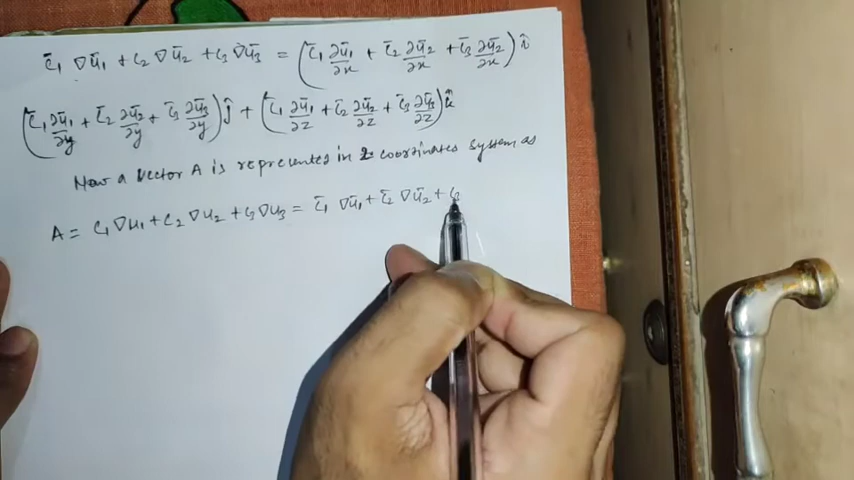 C̄₁ ∇ū₁ + C̄₂ ∇ū₂ + C̄₃ ∇ū₃ = (C̄₁ ∂ū₁/∂x + C̄₂ ∂ū₂/∂x + C̄₃ ∂ū₂/∂x) î
(C̄₁ ∂ū₁/∂y + C̄₂ ∂ū₂/∂y + C̄₃ ∂ū₃/∂y) ĵ + (C̄₁ ∂ū₁/∂z + C̄₂ ∂ū₂/∂z + C̄₃ ∂ū₃/∂z) k̂
Now a vector A is represented in 2 coordinates system as
A = C₁ ∇u₁ + C₂ ∇u₂ + C₃ ∇u₃ = C̄₁ ∇ū₁ + C̄₂ ∇ū₂ + C₃